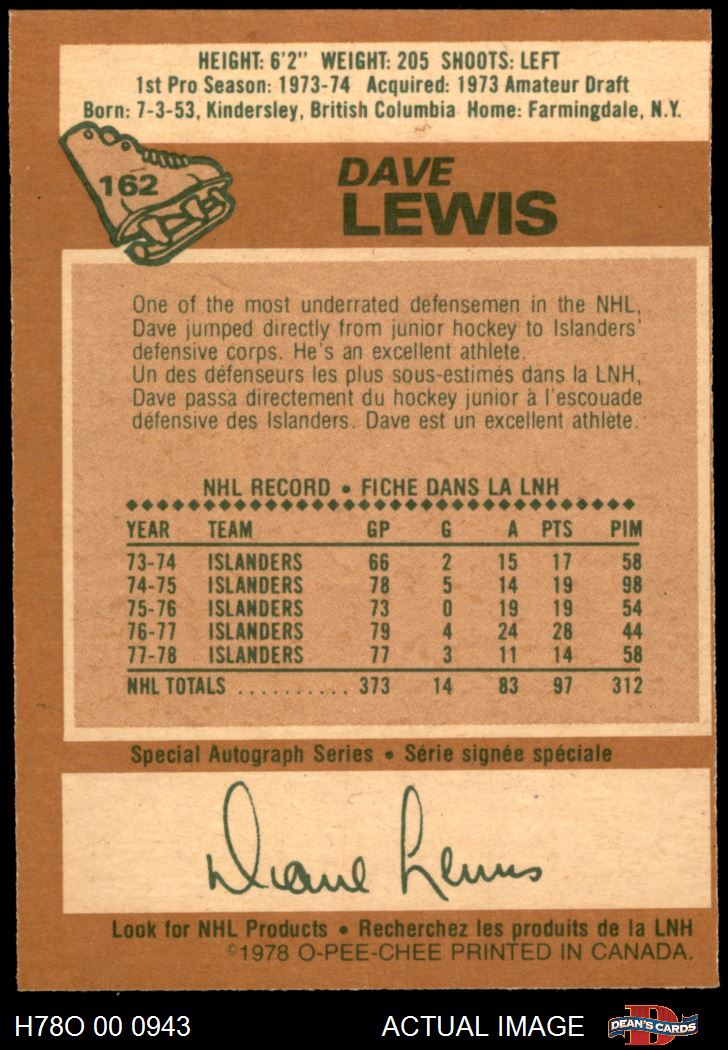 HEIGHT: 6'2" WEIGHT: 205 SHOOTS: LEFT
1st Pro Season: 1973-74 Acquired: 1973 Amateur Draft
Born: 7-3-53, Kindersley, British Columbia Home: Farmingdale, N.Y.
162
DAVE
LEWIS
One of the most underrated defensemen in the NHL,
Dave jumped directly from junior hockey to Islanders'
defensive corps. He's an excellent athlete.
Un des défenseurs les plus sous-estimés dans la LNH,
Dave passa directement du hockey junior à l'escouade
défensive des Islanders. Dave est un excellent athlète.
NHL RECORD • FICHE DANS LA LNH
YEAR TEAM GP G A PTS PIM
73-74 ISLANDERS 66 2 15 17 58
74-75 ISLANDERS 78 5 14 19 98
75-76 ISLANDERS 73 0 19 19 54
76-77 ISLANDERS 79 4 24 28 44
77-78 ISLANDERS 77 3 11 14 58
NHL TOTALS .......... 373 14 83 97 312
Special Autograph Series • Série signée spéciale
Diane Lewis
Look for NHL Products • Recherchez les produits de la LNH
©1978 O-PEE-CHEE PRINTED IN CANADA.
H78O 00 0943 ACTUAL IMAGE DEAN'S CARDS